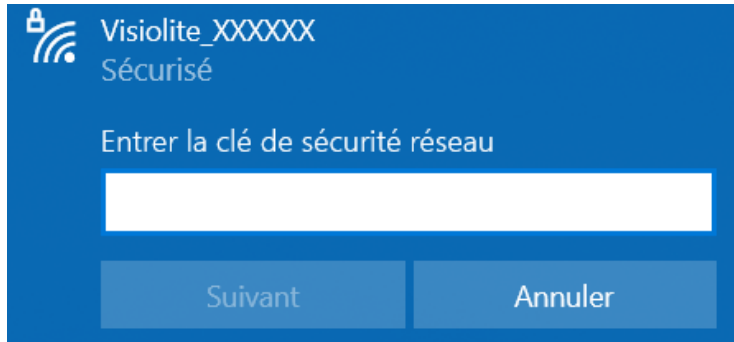 Visiolite_XXXXXX
Sécurisé
Entrer la clé de sécurité réseau
Suivant
Annuler